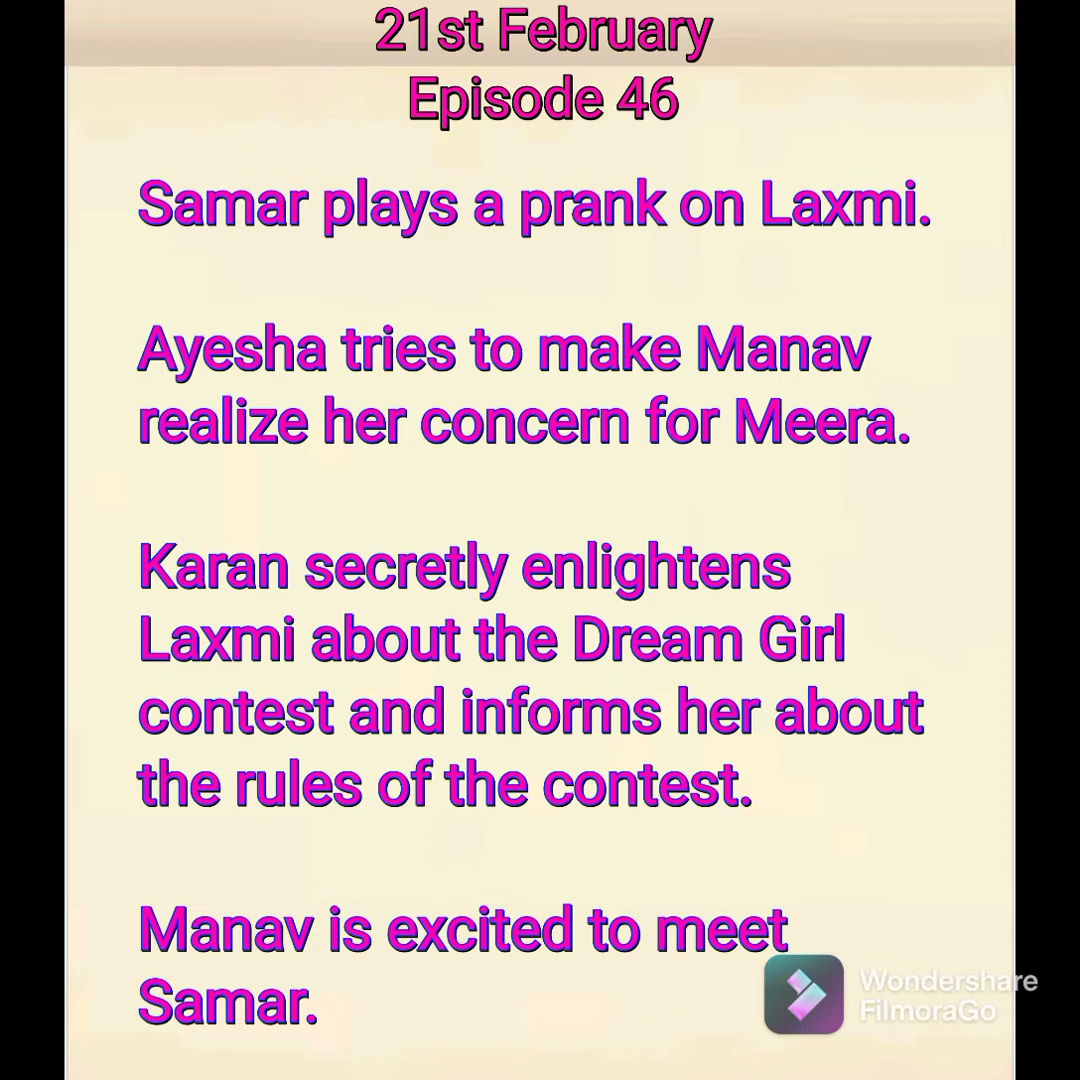 21st February
Episode 46
Samar plays a prank on Laxmi.
Ayesha tries to make Manav
realize her concern for Meera.
Karan secretly enlightens
Laxmi about the Dream Girl
contest and informs her about
the rules of the contest.
Manav is excited to meet
Samar.
Wondershare
FilmoraGo